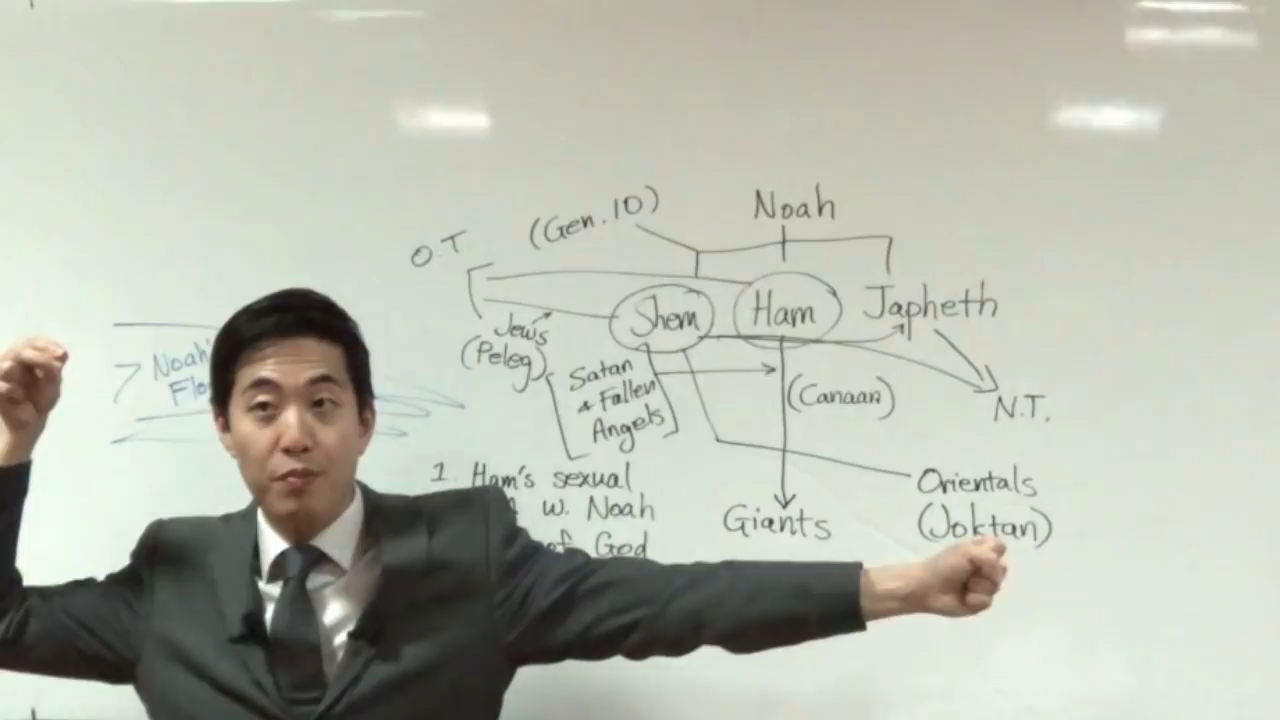 Noah
(Gen. 10)
O.T
Shem
Ham
Japheth
Jews
(Peleg)
Satan
& Fallen
Angels
(Canaan)
N.T.
Noah's
1. Ham's sexual
w. Noah
of God
Giants
Orientals
(Joktan)